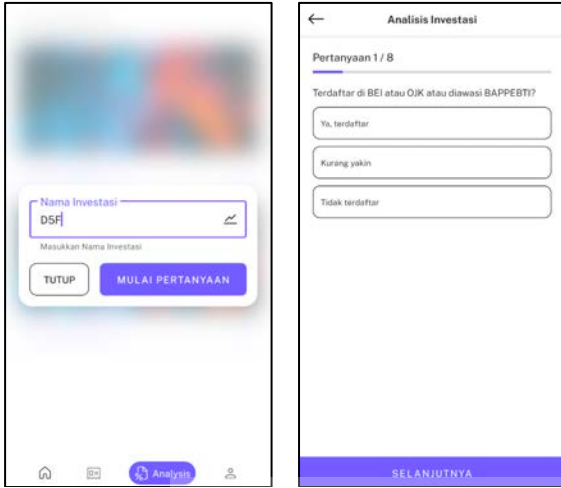 Nama Investasi
D5F
Masukkan Nama Investasi
TUTUP
MULAI PERTANYAAN
Analysis
Analisis Investasi
Pertanyaan 1 / 8
Terdaftar di BEI atau OJK atau diawasi BAPPEBTI?
Ya, terdaftar
Kurang yakin
Tidak terdaftar
SELANJUTNYA